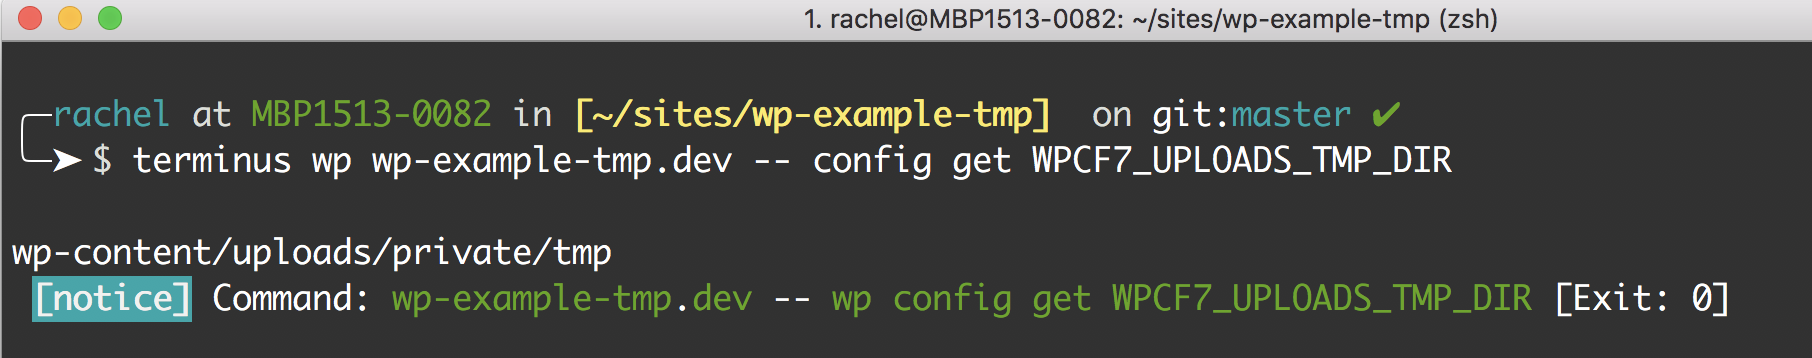 1. rachel@MBP1513-0082: ~/sites/wp-example-tmp (zsh)
rachel at MBP1513-0082 in [~/sites/wp-example-tmp] on git:master ✔
➤ $ terminus wp wp-example-tmp.dev -- config get WPCF7_UPLOADS_TMP_DIR
wp-content/uploads/private/tmp
[notice] Command: wp-example-tmp.dev -- wp config get WPCF7_UPLOADS_TMP_DIR [Exit: 0]